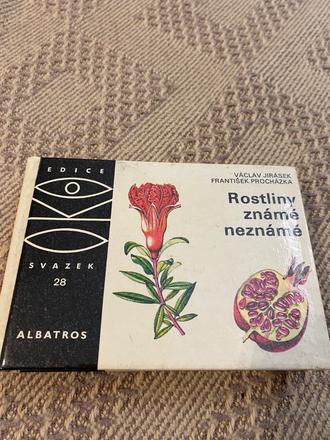 EDICE
OKO
SVAZEK
28
ALBATROS
VÁCLAV JIRÁSEK
FRANTIŠEK PROCHÁZKA
Rostliny
známé
neznámé